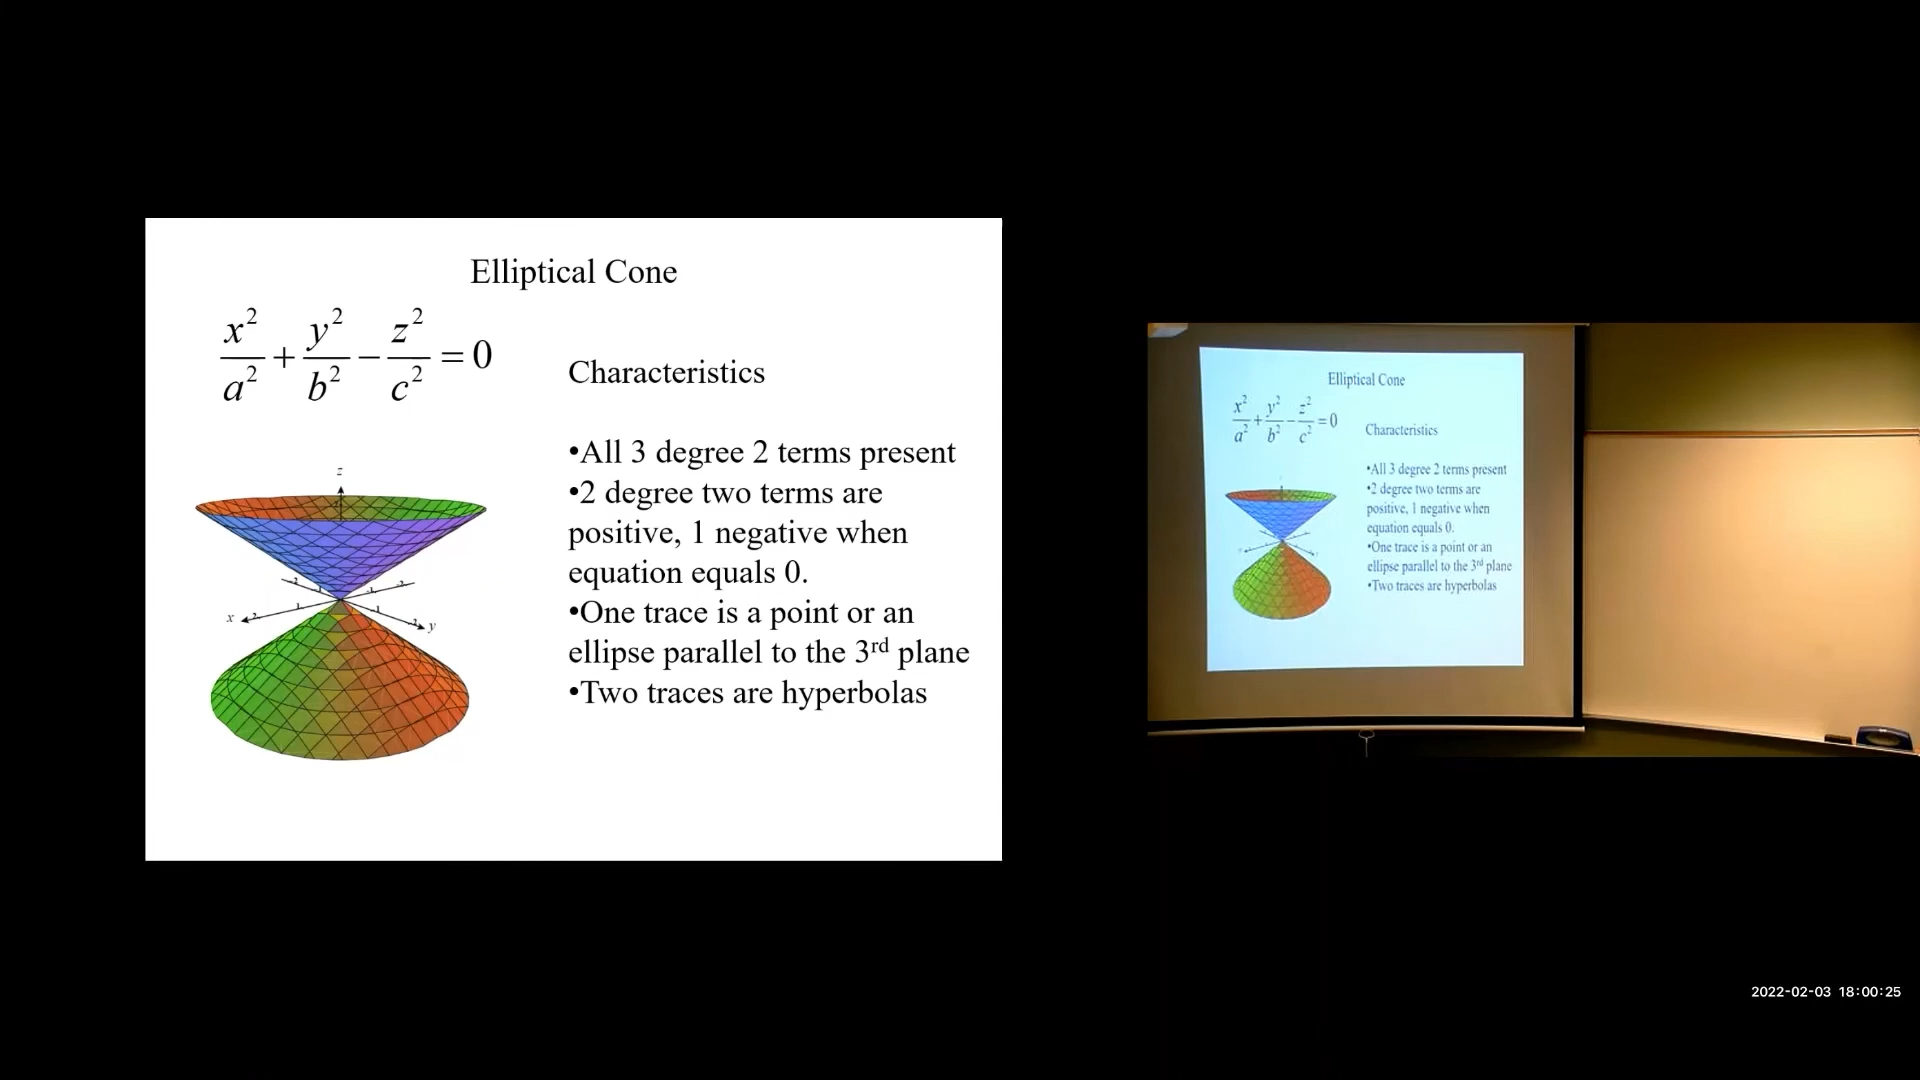 Elliptical Cone
x²/a² + y²/b² − z²/c² = 0
Characteristics
•All 3 degree 2 terms present
•2 degree two terms are
positive, 1 negative when
equation equals 0.
•One trace is a point or an
ellipse parallel to the 3rd plane
•Two traces are hyperbolas
z
x
y
Elliptical Cone
x²/a² + y²/b² − z²/c² = 0
Characteristics
•All 3 degree 2 terms present
•2 degree two terms are
positive, 1 negative when
equation equals 0.
•One trace is a point or an
ellipse parallel to the 3rd plane
•Two traces are hyperbolas
2022-02-03 18:00:25